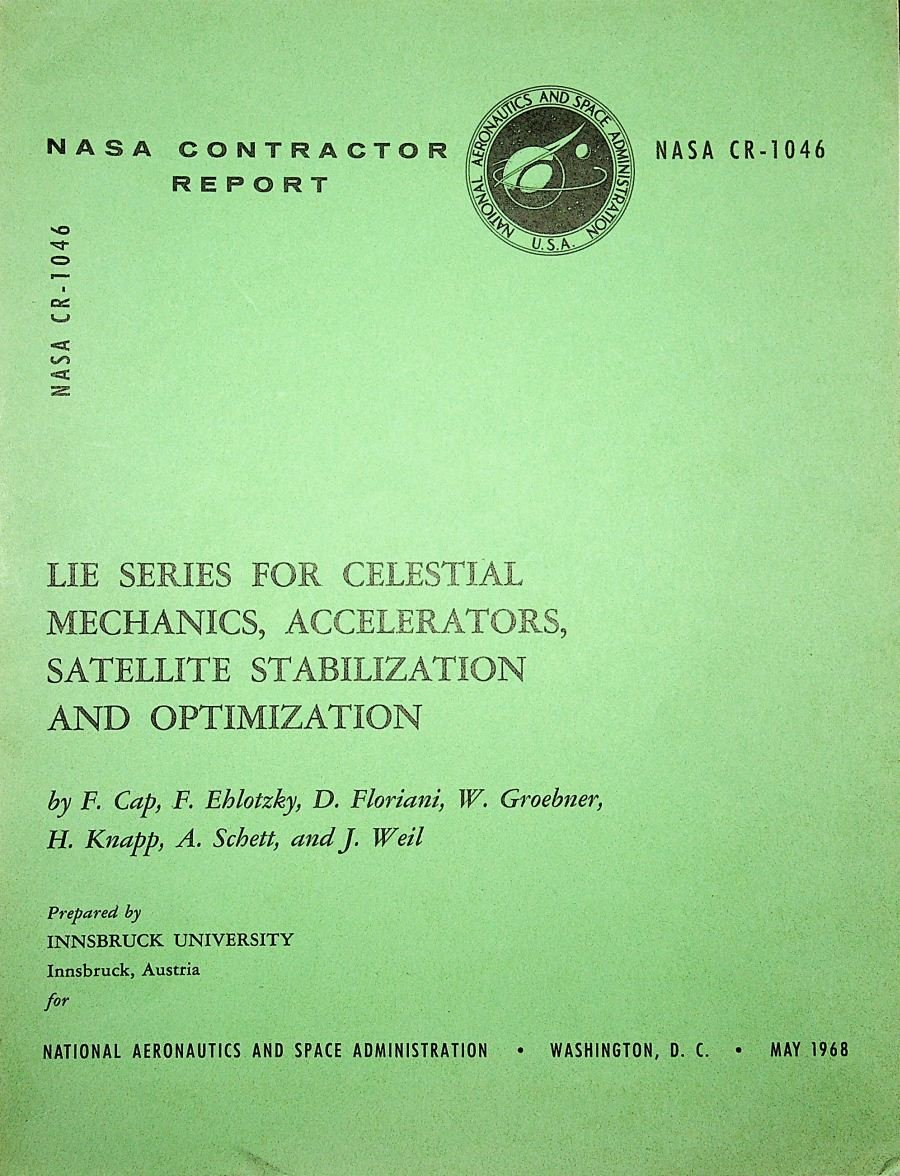 NASA CONTRACTOR
REPORT
NATIONAL AERONAUTICS AND SPACE ADMINISTRATION
U.S.A.
NASA CR-1046
NASA CR-1046
LIE SERIES FOR CELESTIAL
MECHANICS, ACCELERATORS,
SATELLITE STABILIZATION
AND OPTIMIZATION
by F. Cap, F. Ehlotzky, D. Floriani, W. Groebner,
H. Knapp, A. Schett, and J. Weil
Prepared by
INNSBRUCK UNIVERSITY
Innsbruck, Austria
for
NATIONAL AERONAUTICS AND SPACE ADMINISTRATION • WASHINGTON, D. C. • MAY 1968